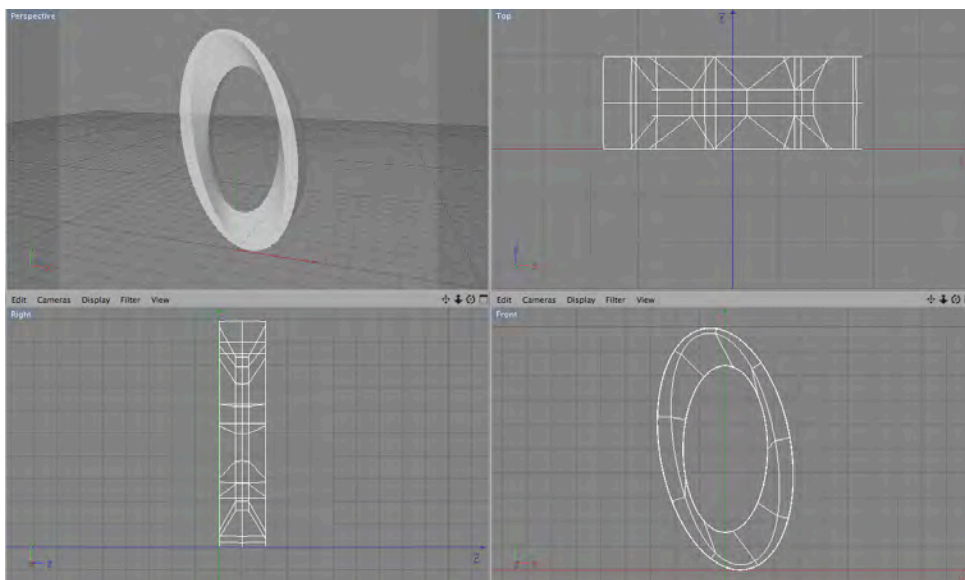 Perspective
Top
Z
Edit Cameras Display Filter View
Edit Cameras Display Filter View
Right
Front
Z